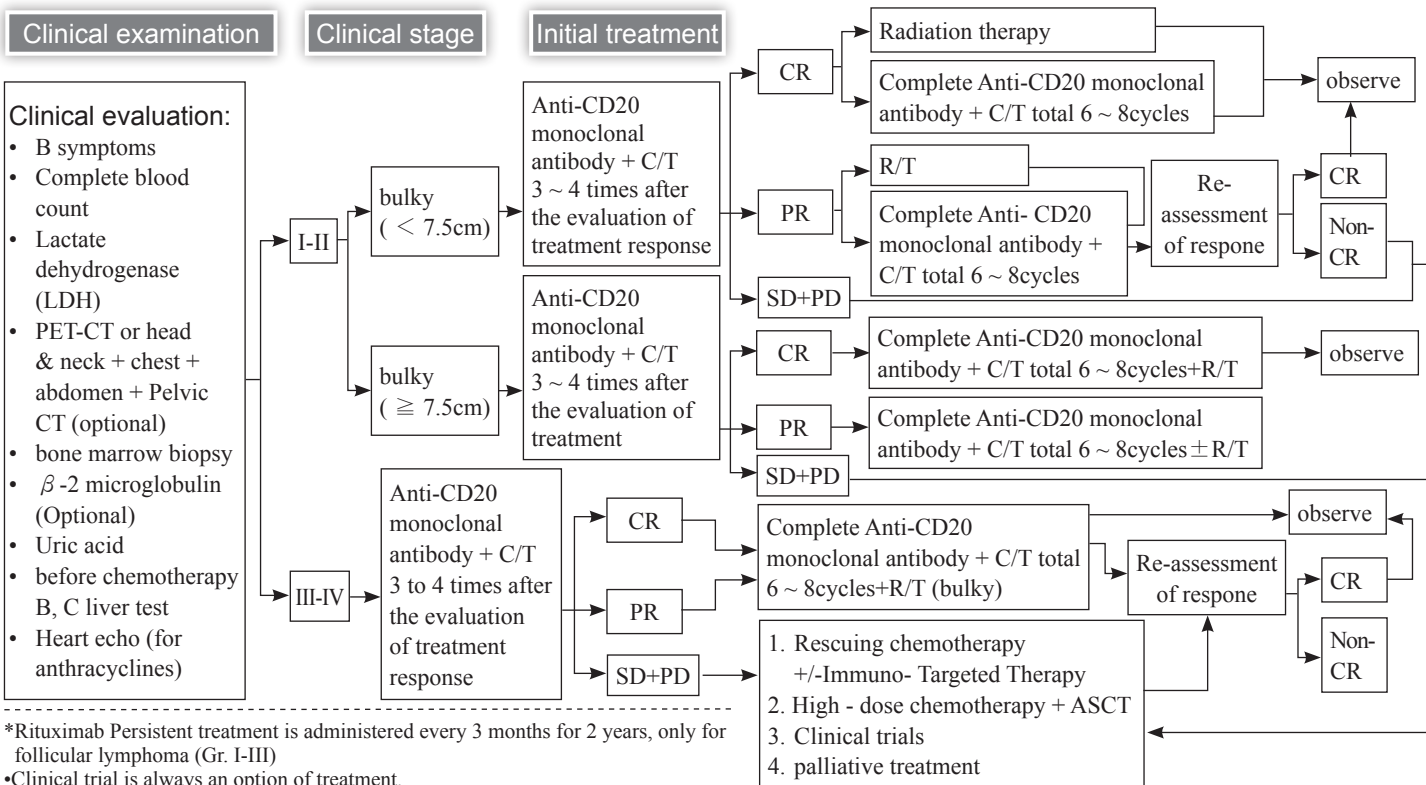 Clinical examination
Clinical stage
Initial treatment
Clinical evaluation:
• B symptoms
• Complete blood
count
• Lactate
dehydrogenase
(LDH)
• PET-CT or head
& neck + chest +
abdomen + Pelvic
CT (optional)
• bone marrow biopsy
• β-2 microglobulin
(Optional)
• Uric acid
• before chemotherapy
B, C liver test
• Heart echo (for
anthracyclines)
I-II
bulky
( < 7.5cm)
Anti-CD20
monoclonal
antibody + C/T
3 ~ 4 times after
the evaluation of
treatment response
CR
Radiation therapy
Complete Anti-CD20 monoclonal
antibody + C/T total 6 ~ 8cycles
observe
PR
R/T
Complete Anti- CD20
monoclonal antibody +
C/T total 6 ~ 8cycles
Re-
assessment
of respone
CR
Non-
CR
SD+PD
bulky
( ≧ 7.5cm)
Anti-CD20
monoclonal
antibody + C/T
3 ~ 4 times after
the evaluation of
treatment
CR
Complete Anti-CD20 monoclonal
antibody + C/T total 6 ~ 8cycles+R/T
observe
PR
Complete Anti-CD20 monoclonal
antibody + C/T total 6 ~ 8cycles±R/T
SD+PD
III-IV
Anti-CD20
monoclonal
antibody + C/T
3 to 4 times after
the evaluation
of treatment
response
CR
PR
SD+PD
Complete Anti-CD20
monoclonal antibody + C/T total
6 ~ 8cycles+R/T (bulky)
observe
Re-assessment
of respone
CR
Non-
CR
1. Rescuing chemotherapy
+/-Immuno- Targeted Therapy
2. High - dose chemotherapy + ASCT
3. Clinical trials
4. palliative treatment
*Rituximab Persistent treatment is administered every 3 months for 2 years, only for
follicular lymphoma (Gr. I-III)
•Clinical trial is always an option of treatment.